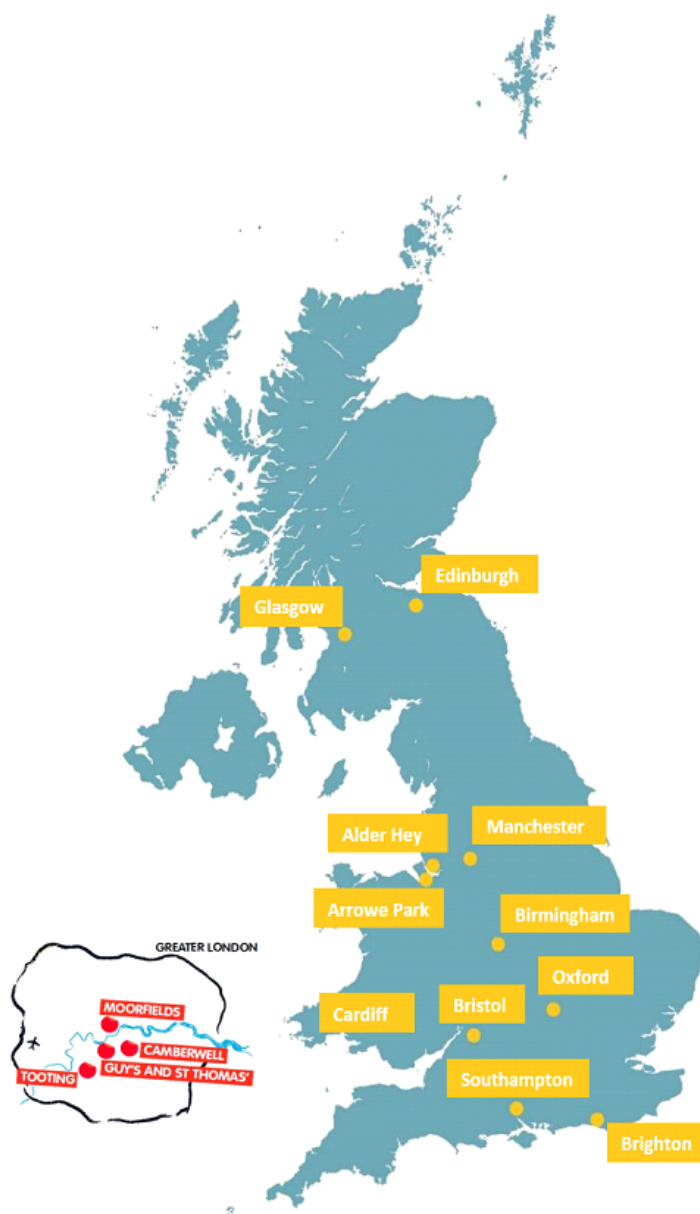 Edinburgh
Glasgow
Manchester
Alder Hey
Arrowe Park
Birmingham
GREATER LONDON
Oxford
Bristol
Cardiff
MOORFIELDS
CAMBERWELL
GUY'S AND ST THOMAS'
TOOTING
Southampton
Brighton